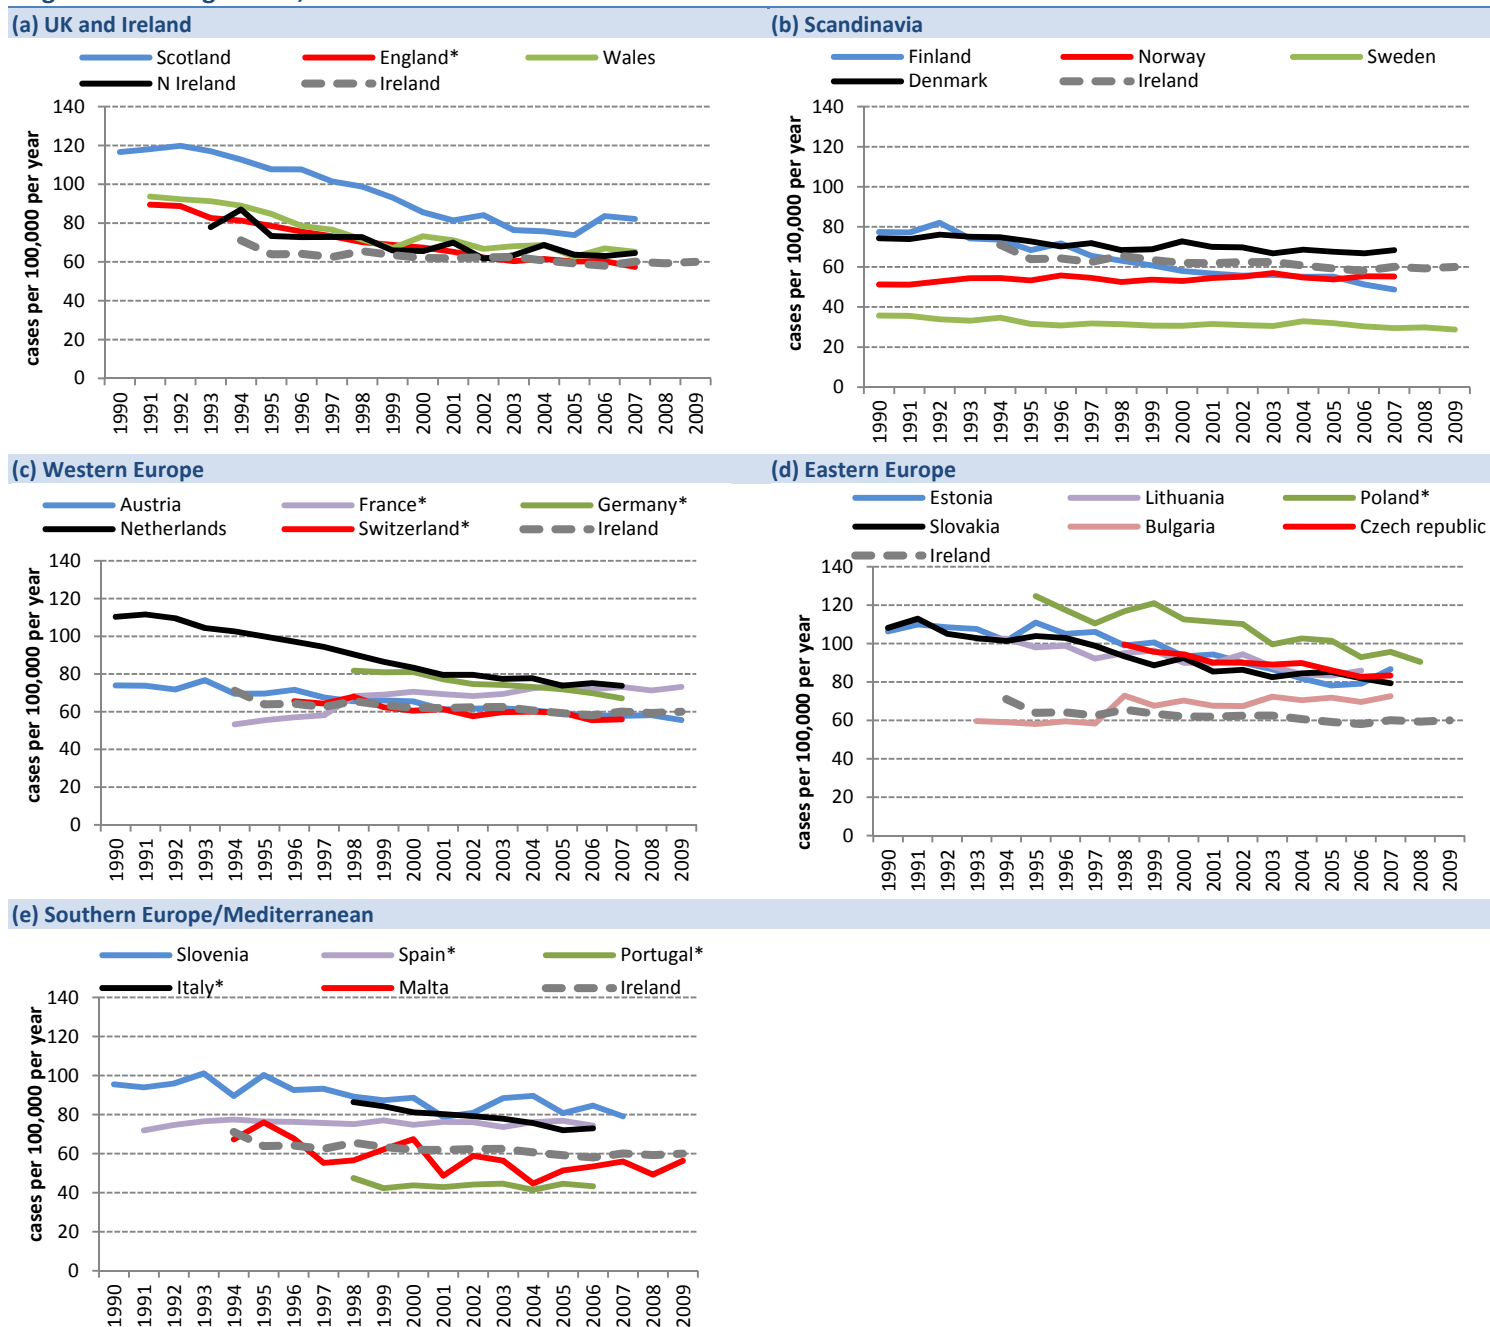 (a) UK and Ireland
Scotland England* Wales
N Ireland Ireland
cases per 100,000 per year
140
120
100
80
60
40
20
0
1990 1991 1992 1993 1994 1995 1996 1997 1998 1999 2000 2001 2002 2003 2004 2005 2006 2007 2008 2009
(b) Scandinavia
Finland Norway Sweden
Denmark Ireland
cases per 100,000 per year
140
120
100
80
60
40
20
0
1990 1991 1992 1993 1994 1995 1996 1997 1998 1999 2000 2001 2002 2003 2004 2005 2006 2007 2008 2009
(c) Western Europe
Austria France* Germany*
Netherlands Switzerland* Ireland
cases per 100,000 per year
140
120
100
80
60
40
20
0
1990 1991 1992 1993 1994 1995 1996 1997 1998 1999 2000 2001 2002 2003 2004 2005 2006 2007 2008 2009
(d) Eastern Europe
Estonia Lithuania Poland*
Slovakia Bulgaria Czech republic
Ireland
cases per 100,000 per year
140
120
100
80
60
40
20
0
1990 1991 1992 1993 1994 1995 1996 1997 1998 1999 2000 2001 2002 2003 2004 2005 2006 2007 2008 2009
(e) Southern Europe/Mediterranean
Slovenia Spain* Portugal*
Italy* Malta Ireland
cases per 100,000 per year
140
120
100
80
60
40
20
0
1990 1991 1992 1993 1994 1995 1996 1997 1998 1999 2000 2001 2002 2003 2004 2005 2006 2007 2008 2009